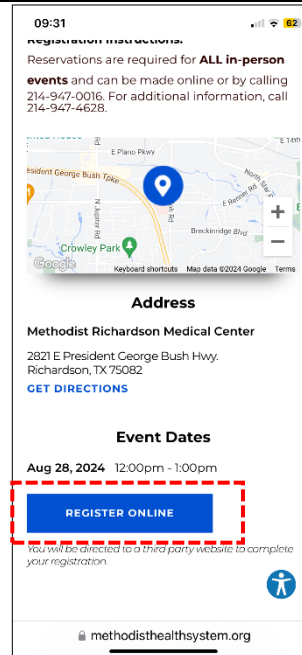 09:31
62
Registration Instructions:
Reservations are required for ALL in-person
events and can be made online or by calling
214-947-0016. For additional information, call
214-947-4628.
E 14th
E Plano Pkwy
esident George Bush Tpke
N Jupiter Rd
North Star
E Renner Rd
Breckinridge Blvd
Crowley Park
+
−
Google
Keyboard shortcuts Map data ©2024 Google Terms
Address
Methodist Richardson Medical Center
2821 E President George Bush Hwy.
Richardson, TX 75082
GET DIRECTIONS
Event Dates
Aug 28, 2024 12:00pm - 1:00pm
REGISTER ONLINE
You will be directed to a third party website to complete
your registration.
methodisthealthsystem.org